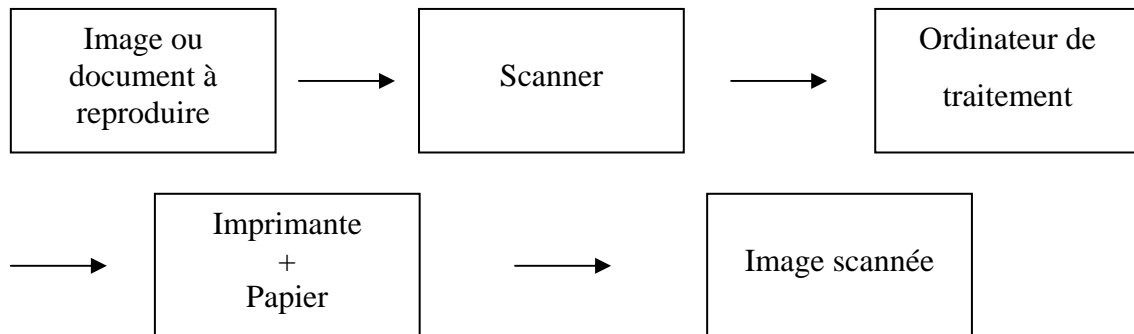 Image ou
document à
reproduire
Scanner
Ordinateur de
traitement
Imprimante
+
Papier
Image scannée